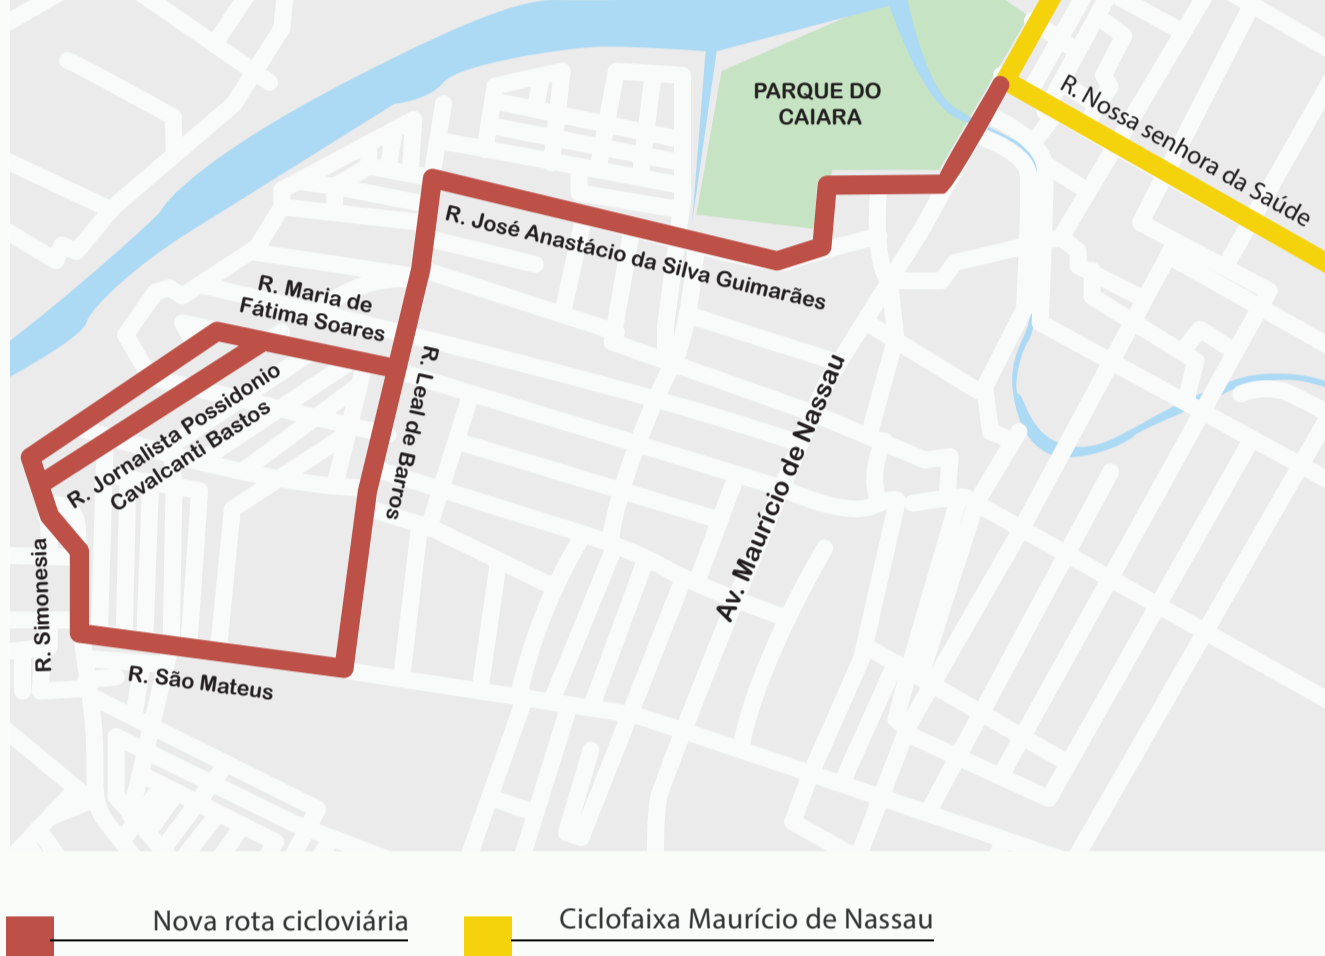 PARQUE DO
CAIARA
R. Nossa senhora da Saúde
R. José Anastácio da Silva Guimarães
R. Maria de
Fátima Soares
R. Jornalista Possidonio
Cavalcanti Bastos
R. Leal de Barros
Av. Maurício de Nassau
R. Simonesia
R. São Mateus
Nova rota cicloviária
Ciclofaixa Maurício de Nassau